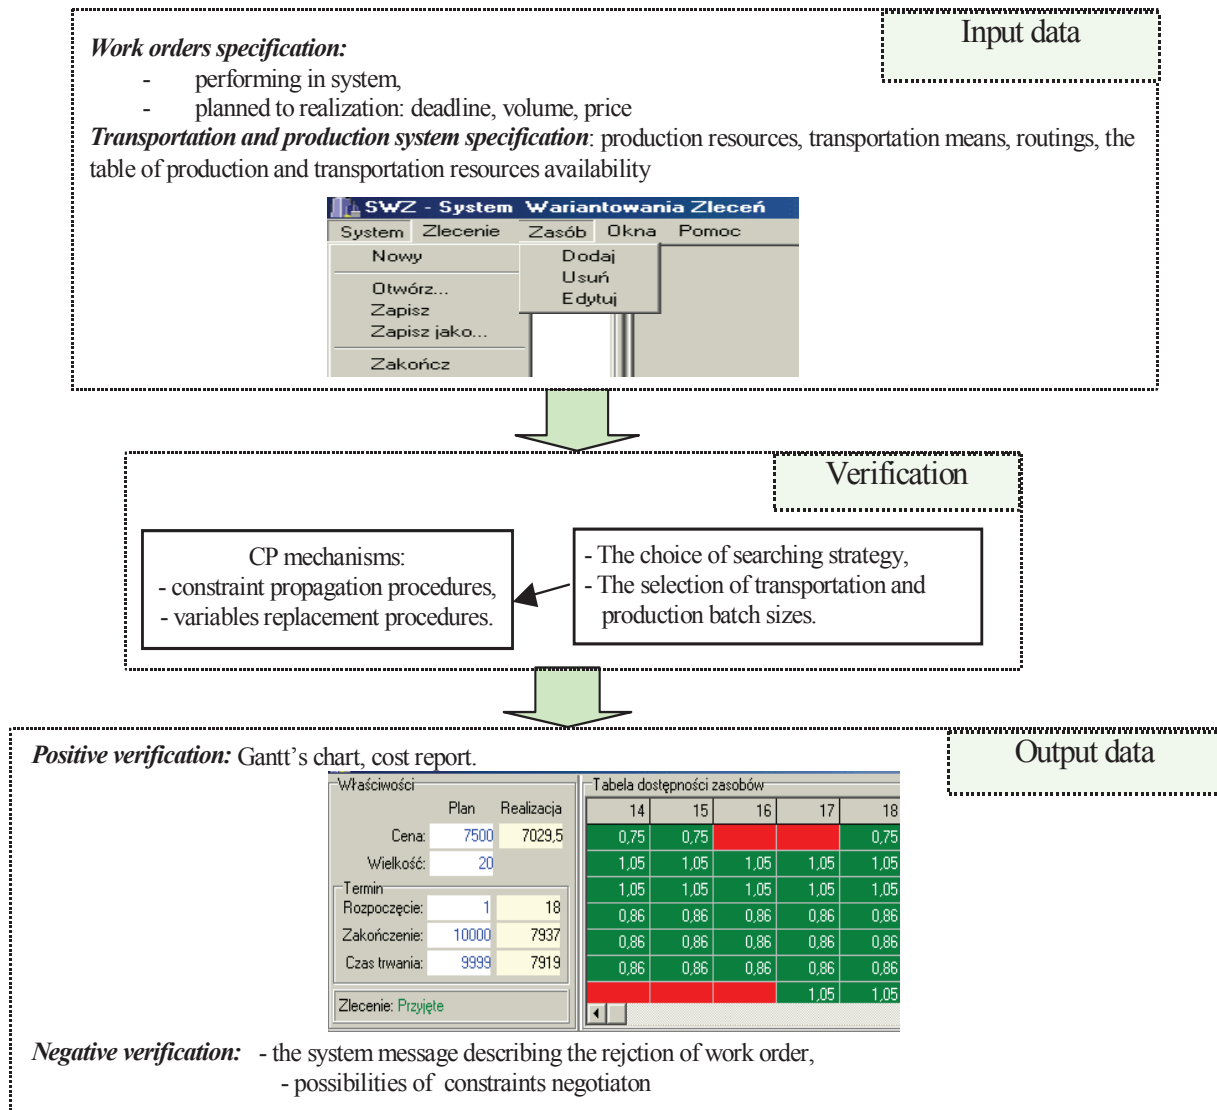 Input data
Work orders specification:
- performing in system,
- planned to realization: deadline, volume, price
Transportation and production system specification: production resources, transportation means, routings, the
table of production and transportation resources availability
SWZ - System Wariantowania Zleceń
System Zlecenie Zasób Okna Pomoc
Nowy
Otwórz...
Zapisz
Zapisz jako...
Zakończ
Dodaj
Usuń
Edytuj
Verification
CP mechanisms:
- constraint propagation procedures,
- variables replacement procedures.
- The choice of searching strategy,
- The selection of transportation and
production batch sizes.
Output data
Positive verification: Gantt's chart, cost report.
Właściwości
Plan Realizacja
Cena: 7500 7029,5
Wielkość: 20
Termin
Rozpoczęcie: 1 18
Zakończenie: 10000 7937
Czas trwania: 9999 7919
Zlecenie: Przyjęte
Tabela dostępności zasobów
14 15 16 17 18
0,75 0,75 0,75
1,05 1,05 1,05 1,05 1,05
1,05 1,05 1,05 1,05 1,05
0,86 0,86 0,86 0,86 0,86
0,86 0,86 0,86 0,86 0,86
0,86 0,86 0,86 0,86 0,86
1,05 1,05
Negative verification: - the system message describing the rejction of work order,
- possibilities of constraints negotiaton